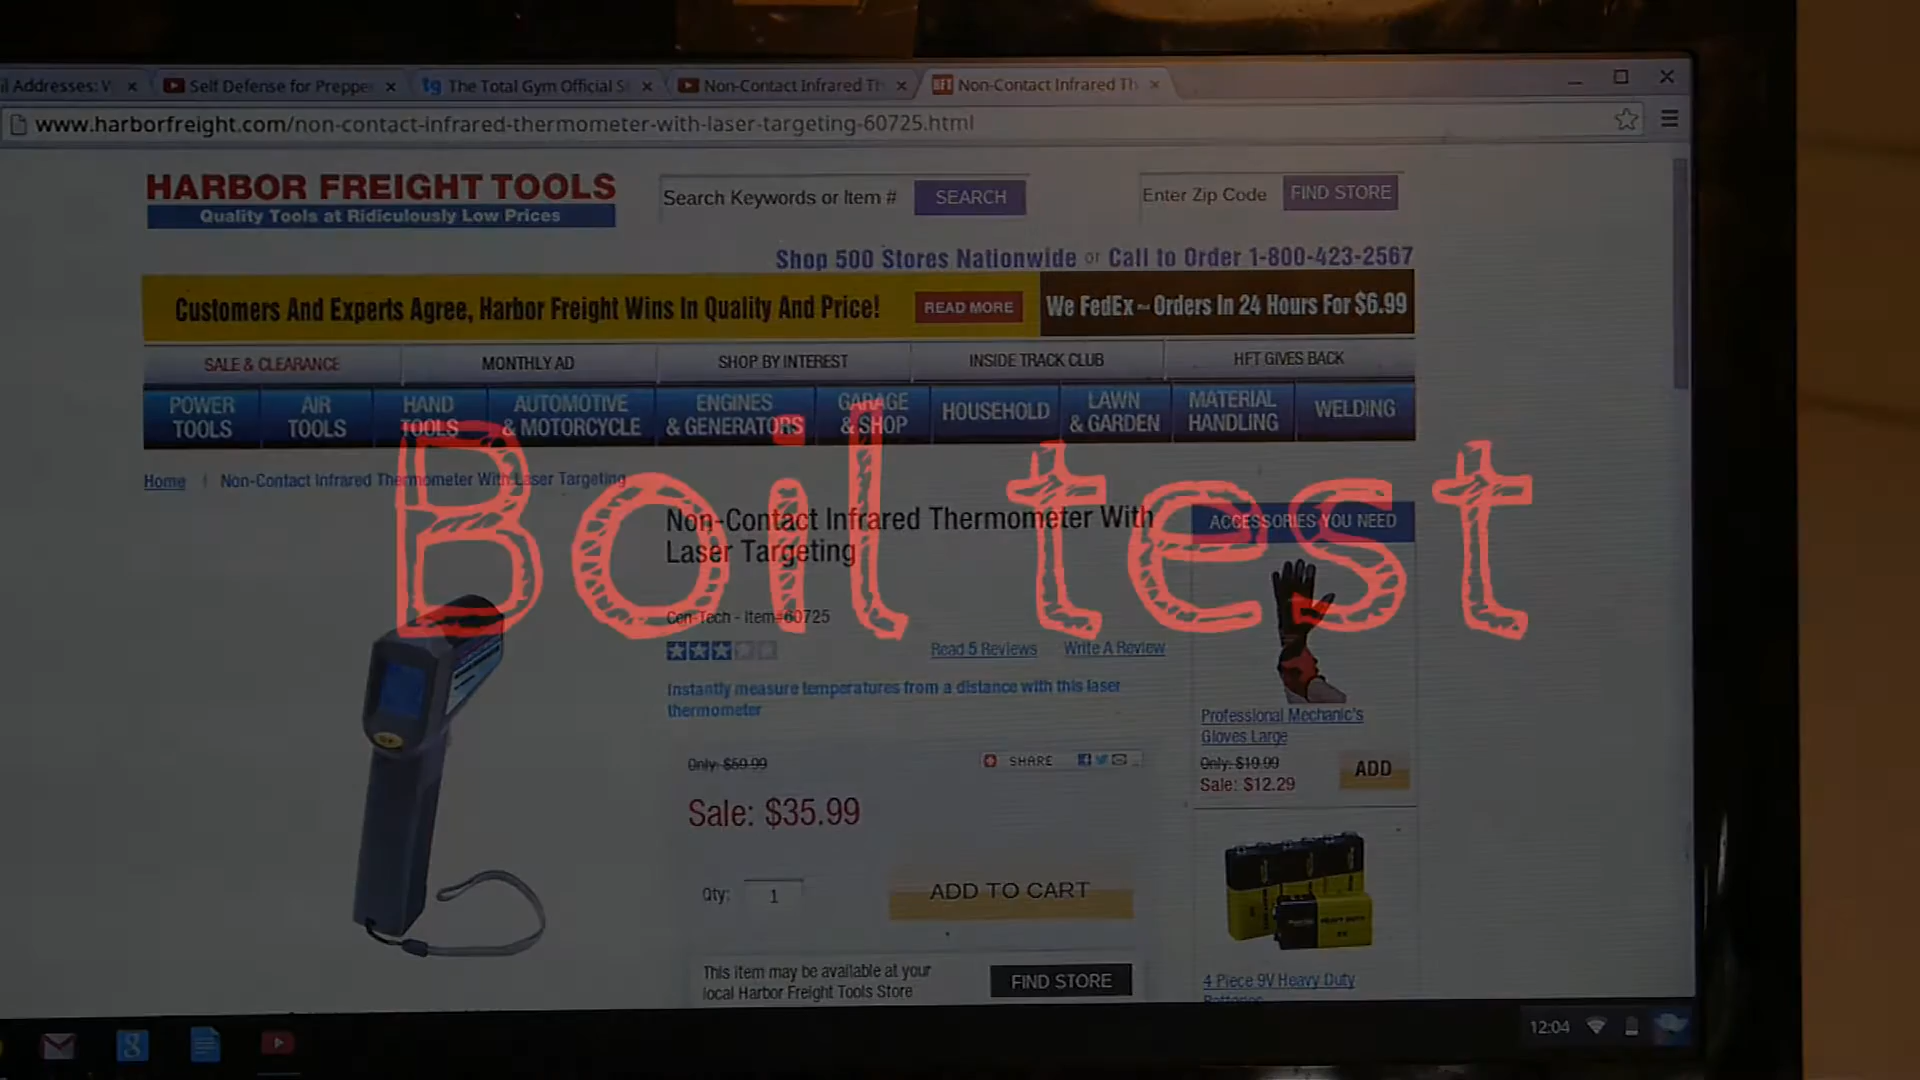 il Addresses: V
Self Defense for Preppe
tg The Total Gym Official S
Non-Contact Infrared Th
HFT Non-Contact Infrared Th
www.harborfreight.com/non-contact-infrared-thermometer-with-laser-targeting-60725.html
HARBOR FREIGHT TOOLS
Quality Tools at Ridiculously Low Prices
Search Keywords or Item #
SEARCH
Enter Zip Code
FIND STORE
Shop 500 Stores Nationwide or Call to Order 1-800-423-2567
Customers And Experts Agree, Harbor Freight Wins In Quality And Price!
READ MORE
We FedEx - Orders In 24 Hours For $6.99
SALE & CLEARANCE
MONTHLY AD
SHOP BY INTEREST
INSIDE TRACK CLUB
HFT GIVES BACK
POWER
TOOLS
AIR
TOOLS
HAND
TOOLS
AUTOMOTIVE
& MOTORCYCLE
ENGINES
& GENERATORS
GARAGE
& SHOP
HOUSEHOLD
LAWN
& GARDEN
MATERIAL
HANDLING
WELDING
Home | Non-Contact Infrared Thermometer With Laser Targeting
Boil test
Non-Contact Infrared Thermometer With
Laser Targeting
Cen-Tech - Item#60725
Read 5 Reviews
Write A Review
Instantly measure temperatures from a distance with this laser
thermometer
Only: $59.99
SHARE
Sale: $35.99
Qty: 1
ADD TO CART
This item may be available at your
local Harbor Freight Tools Store
FIND STORE
ACCESSORIES YOU NEED
Professional Mechanic's
Gloves Large
Only: $19.99
Sale: $12.29
ADD
HEAVY DUTY
9V
4 Piece 9V Heavy Duty
Batteries
12:04